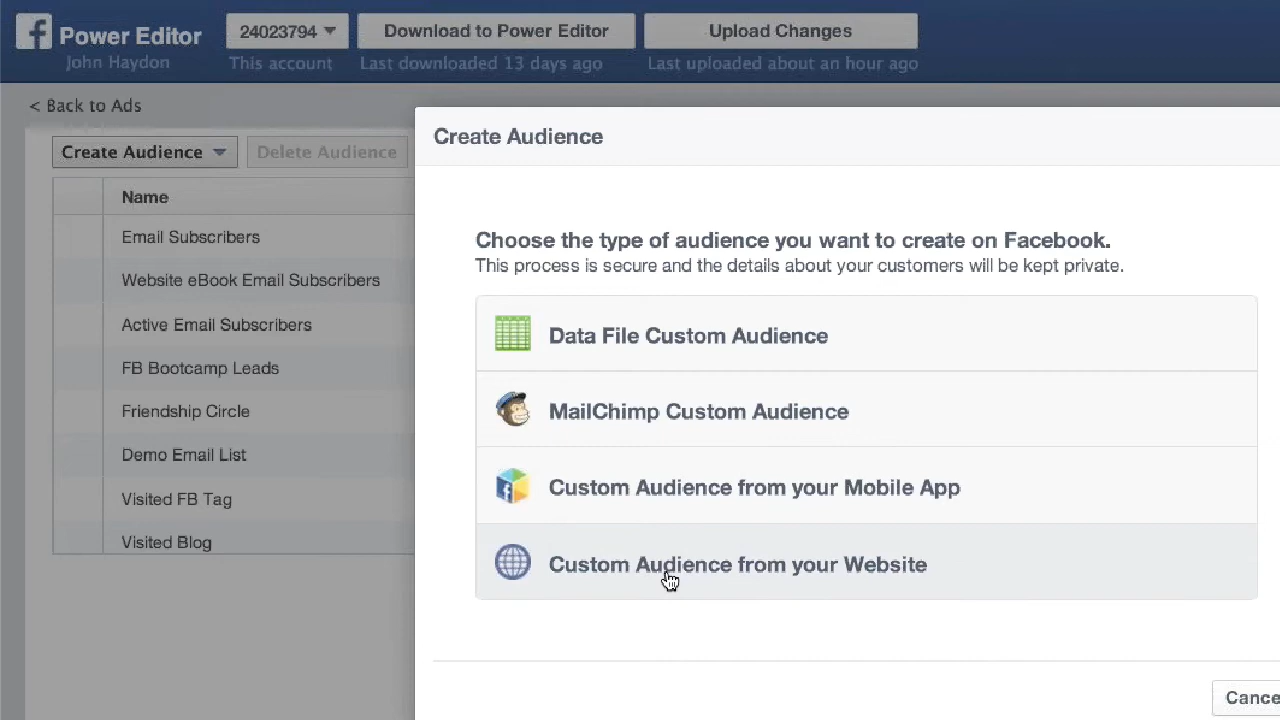 Power Editor
John Haydon
24023794
This account
Download to Power Editor
Last downloaded 13 days ago
Upload Changes
Last uploaded about an hour ago
< Back to Ads
Create Audience
Delete Audience
Name
Email Subscribers
Website eBook Email Subscribers
Active Email Subscribers
FB Bootcamp Leads
Friendship Circle
Demo Email List
Visited FB Tag
Visited Blog
Create Audience
Choose the type of audience you want to create on Facebook.
This process is secure and the details about your customers will be kept private.
Data File Custom Audience
MailChimp Custom Audience
Custom Audience from your Mobile App
Custom Audience from your Website
Cance